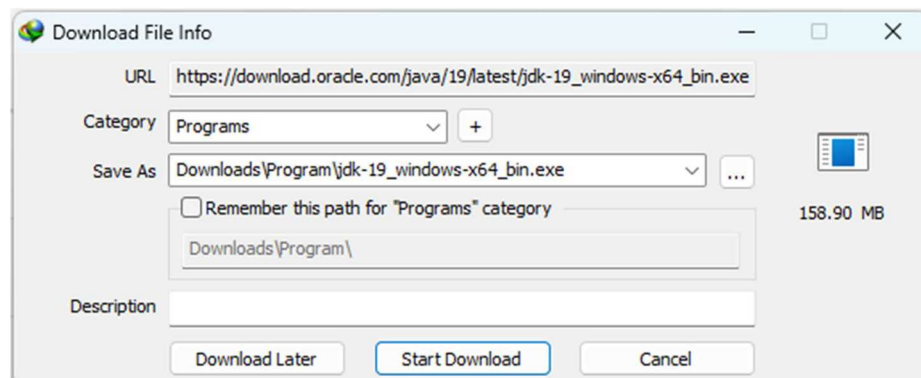 Download File Info
URL https://download.oracle.com/java/19/latest/jdk-19_windows-x64_bin.exe
Category Programs +
Save As Downloads\Program\jdk-19_windows-x64_bin.exe ...
Remember this path for "Programs" category
158.90 MB
Downloads\Program\
Description
Download Later Start Download Cancel